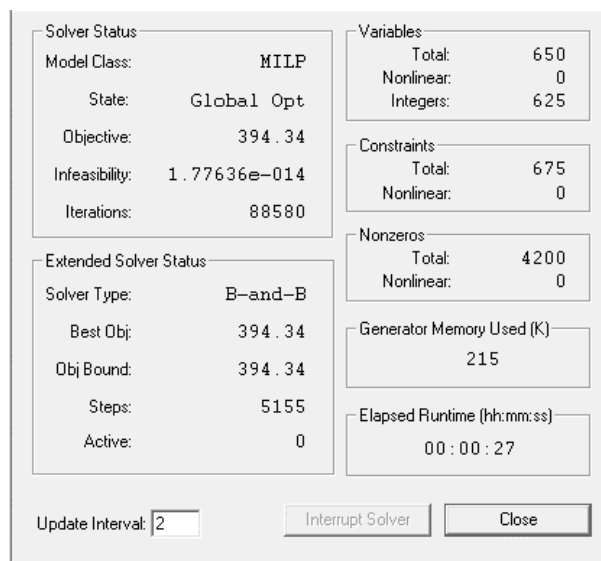 Solver Status
Model Class: MILP
State: Global Opt
Objective: 394.34
Infeasibility: 1.77636e-014
Iterations: 88580
Extended Solver Status
Solver Type: B-and-B
Best Obj: 394.34
Obj Bound: 394.34
Steps: 5155
Active: 0
Variables
Total: 650
Nonlinear: 0
Integers: 625
Constraints
Total: 675
Nonlinear: 0
Nonzeros
Total: 4200
Nonlinear: 0
Generator Memory Used (K)
215
Elapsed Runtime (hh:mm:ss)
00:00:27
Update Interval: 2
Interrupt Solver
Close